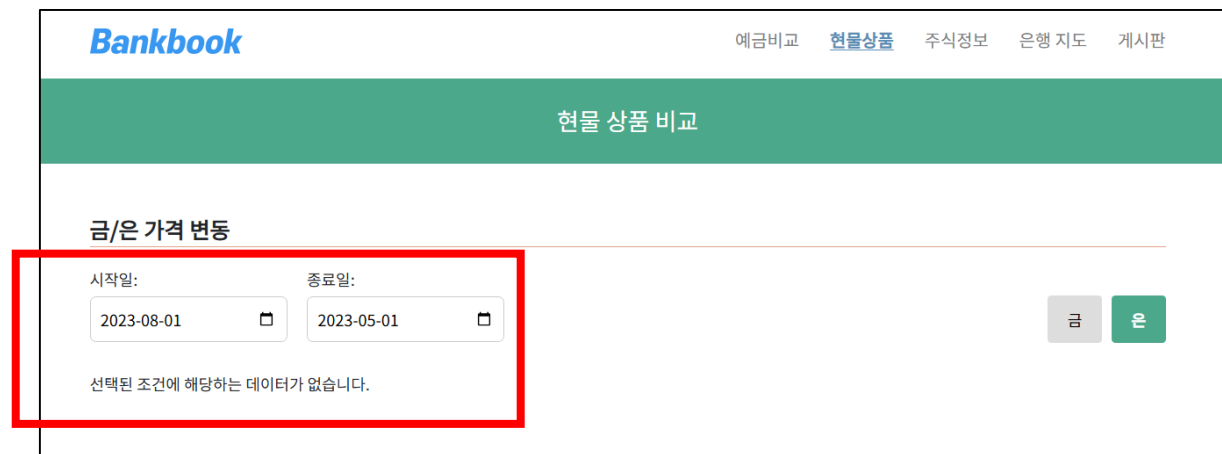 Bankbook
예금비교 현물상품 주식정보 은행 지도 게시판
현물 상품 비교
금/은 가격 변동
시작일: 종료일:
2023-08-01 2023-05-01 금 은
선택된 조건에 해당하는 데이터가 없습니다.